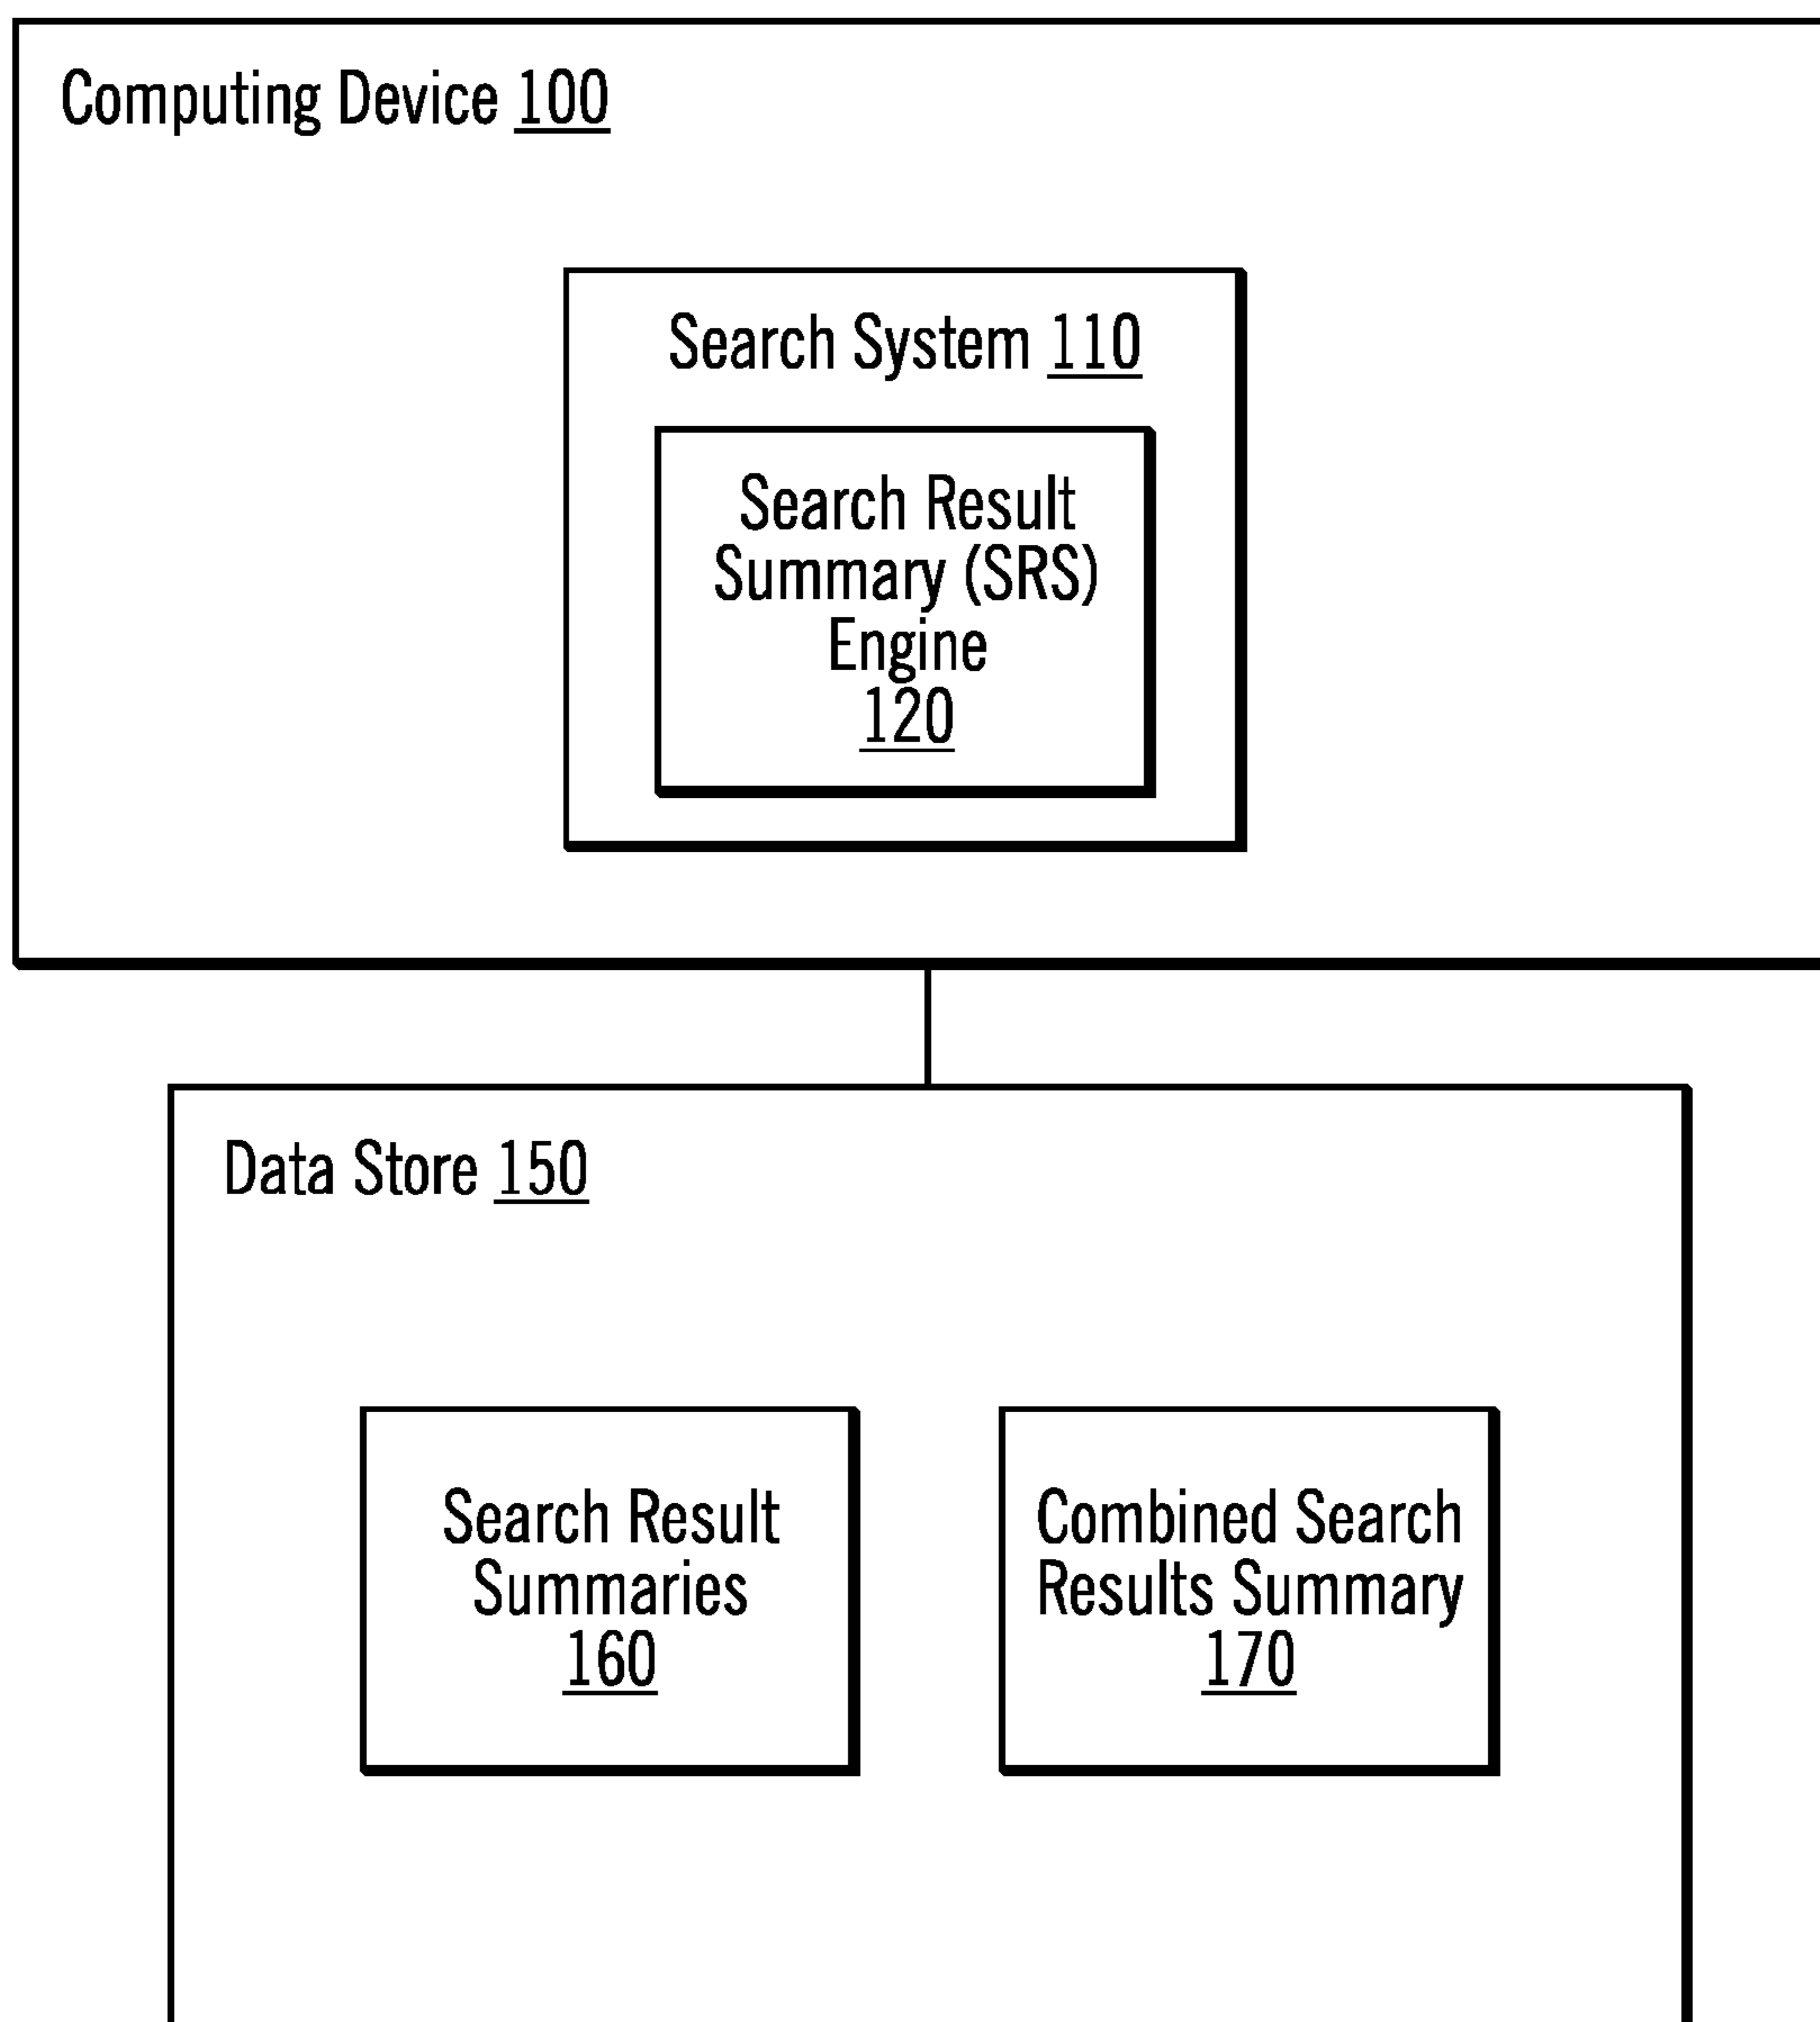 Computing Device 100
Search System 110
Search Result
Summary (SRS)
Engine
120
Data Store 150
Search Result
Summaries
160
Combined Search
Results Summary
170